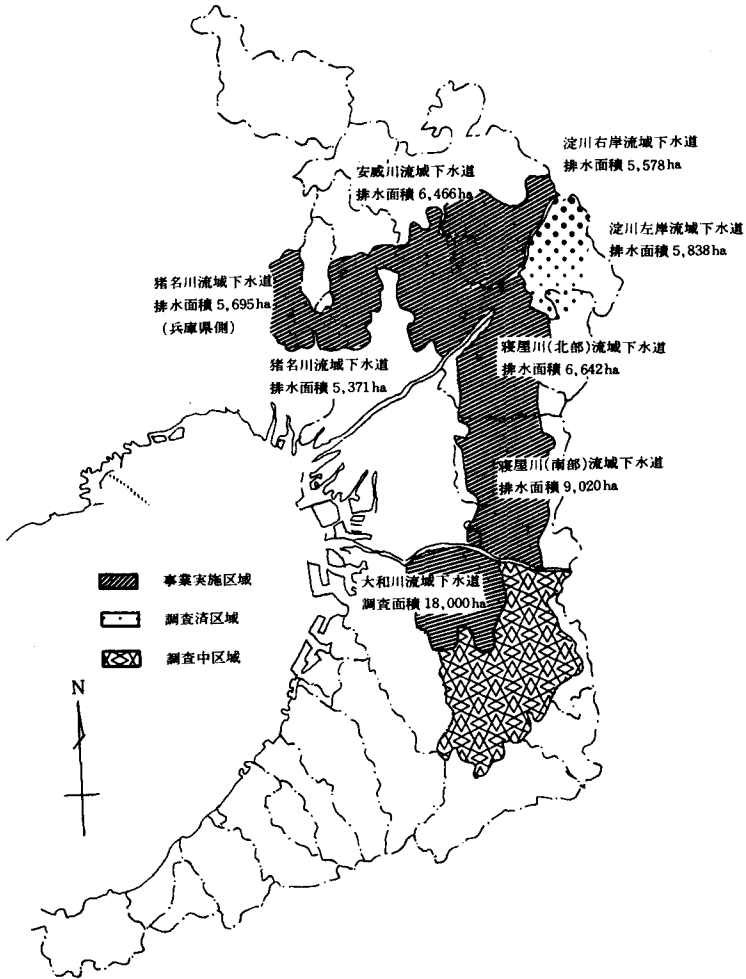 淀川右岸流域下水道
排水面積 5,578ha
安威川流域下水道
排水面積 6,466ha
淀川左岸流域下水道
排水面積 5,838ha
猪名川流域下水道
排水面積 5,695ha
(兵庫県側)
寝屋川(北部)流域下水道
排水面積 6,642ha
猪名川流域下水道
排水面積 5,371ha
寝屋川(南部)流域下水道
排水面積 9,020ha
大和川流域下水道
調査面積 18,000ha
事業実施区域
調査済区域
調査中区域
N